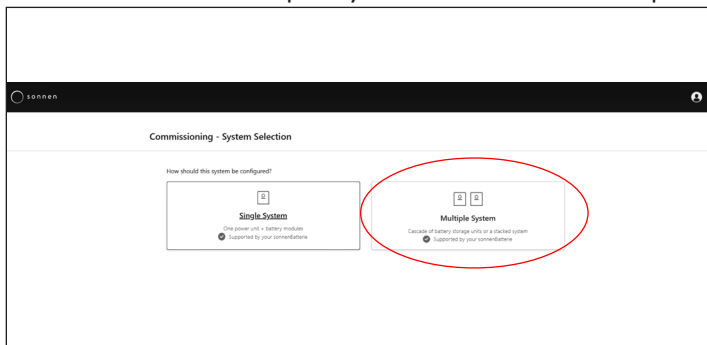 sonnen
Commissioning - System Selection
How should this system be configured?
Single System
One power unit + battery modules
Supported by your sonnenBatterie
Multiple System
Cascade of battery storage units or a stacked system
Supported by your sonnenBatterie